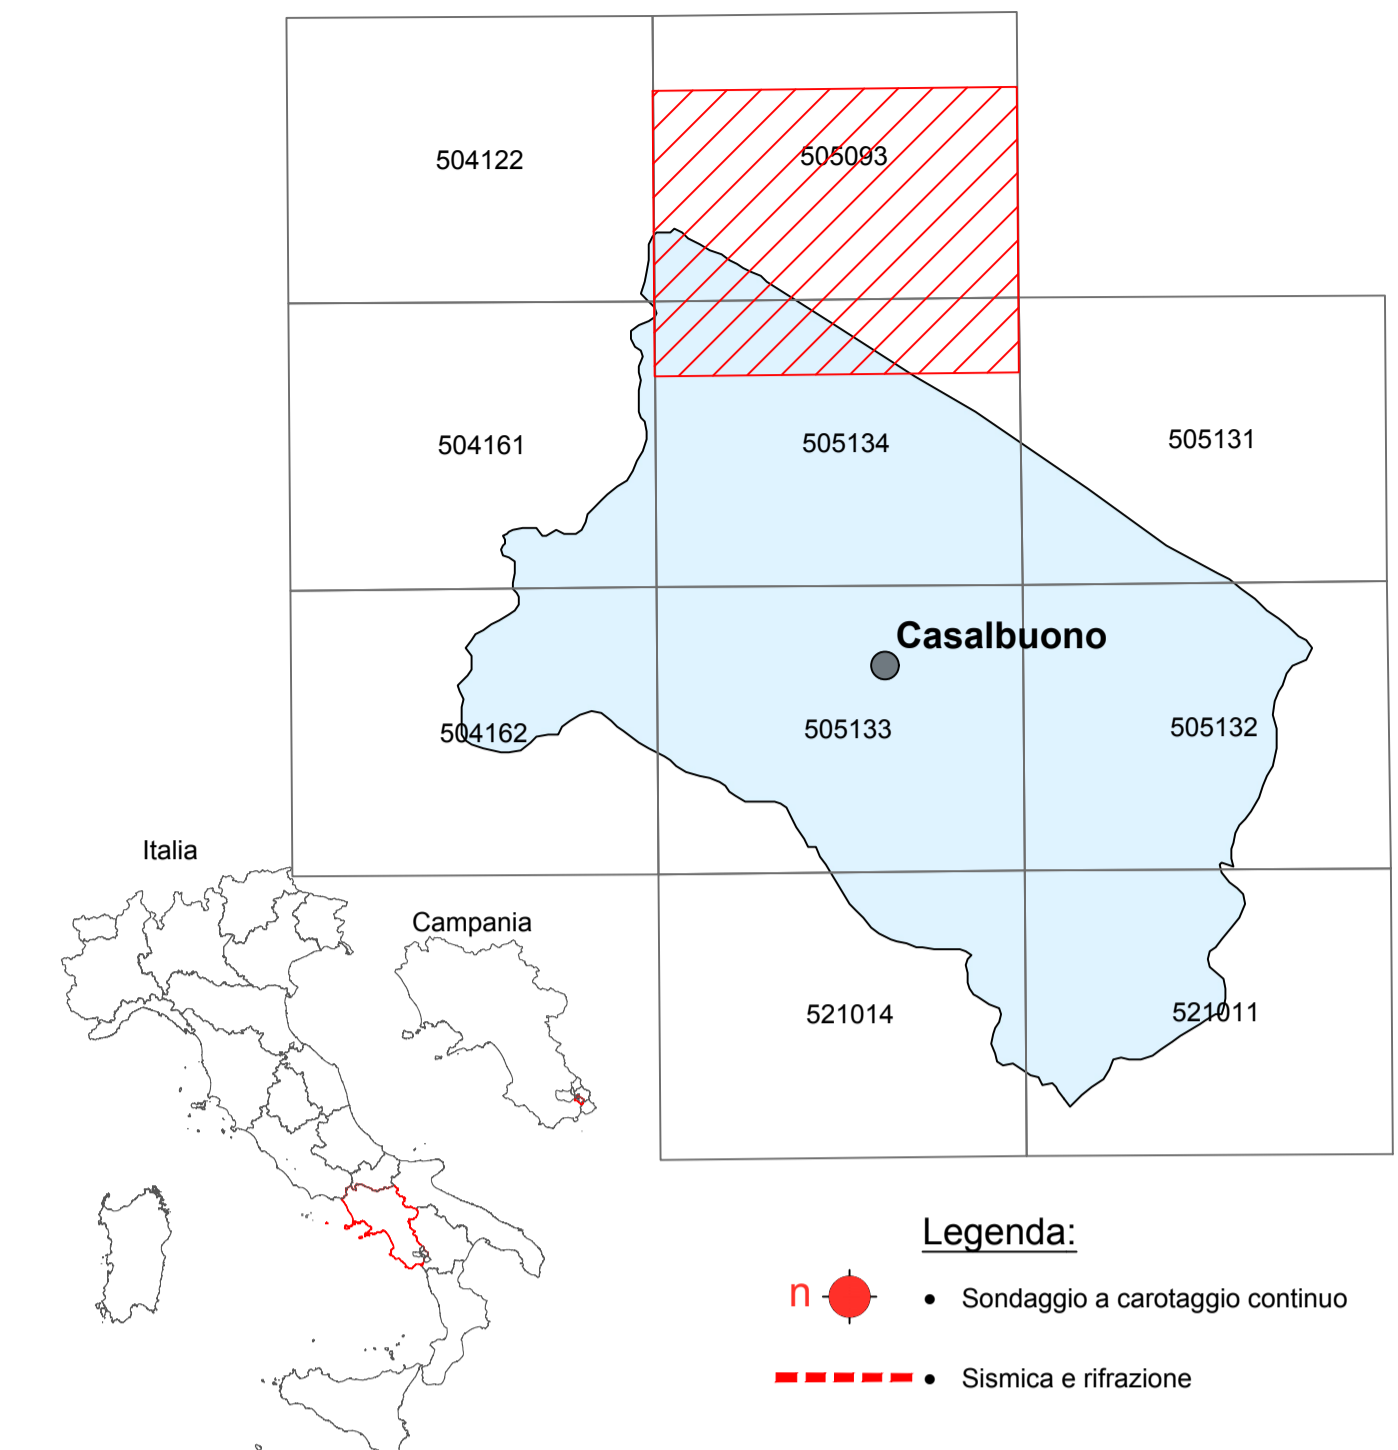 504122
505093
504161
505134
505131
Casalbuono
504162
505133
505132
Italia
Campania
521014
521011
Legenda:
n • Sondaggio a carotaggio continuo
• Sismica e rifrazione